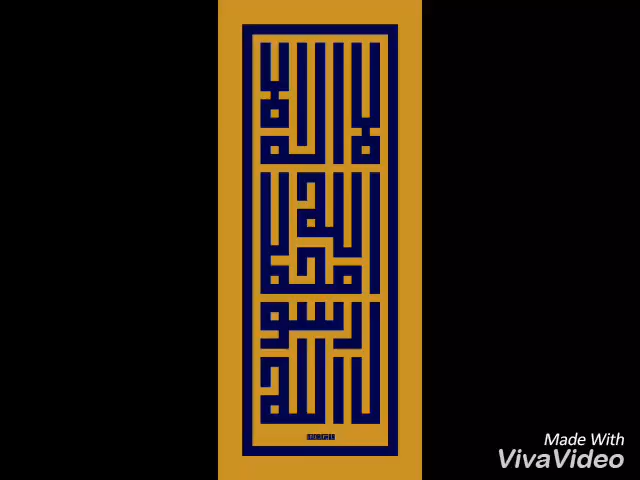 لا اله الا
الله محمد
رسول الله
Made With
VivaVideo